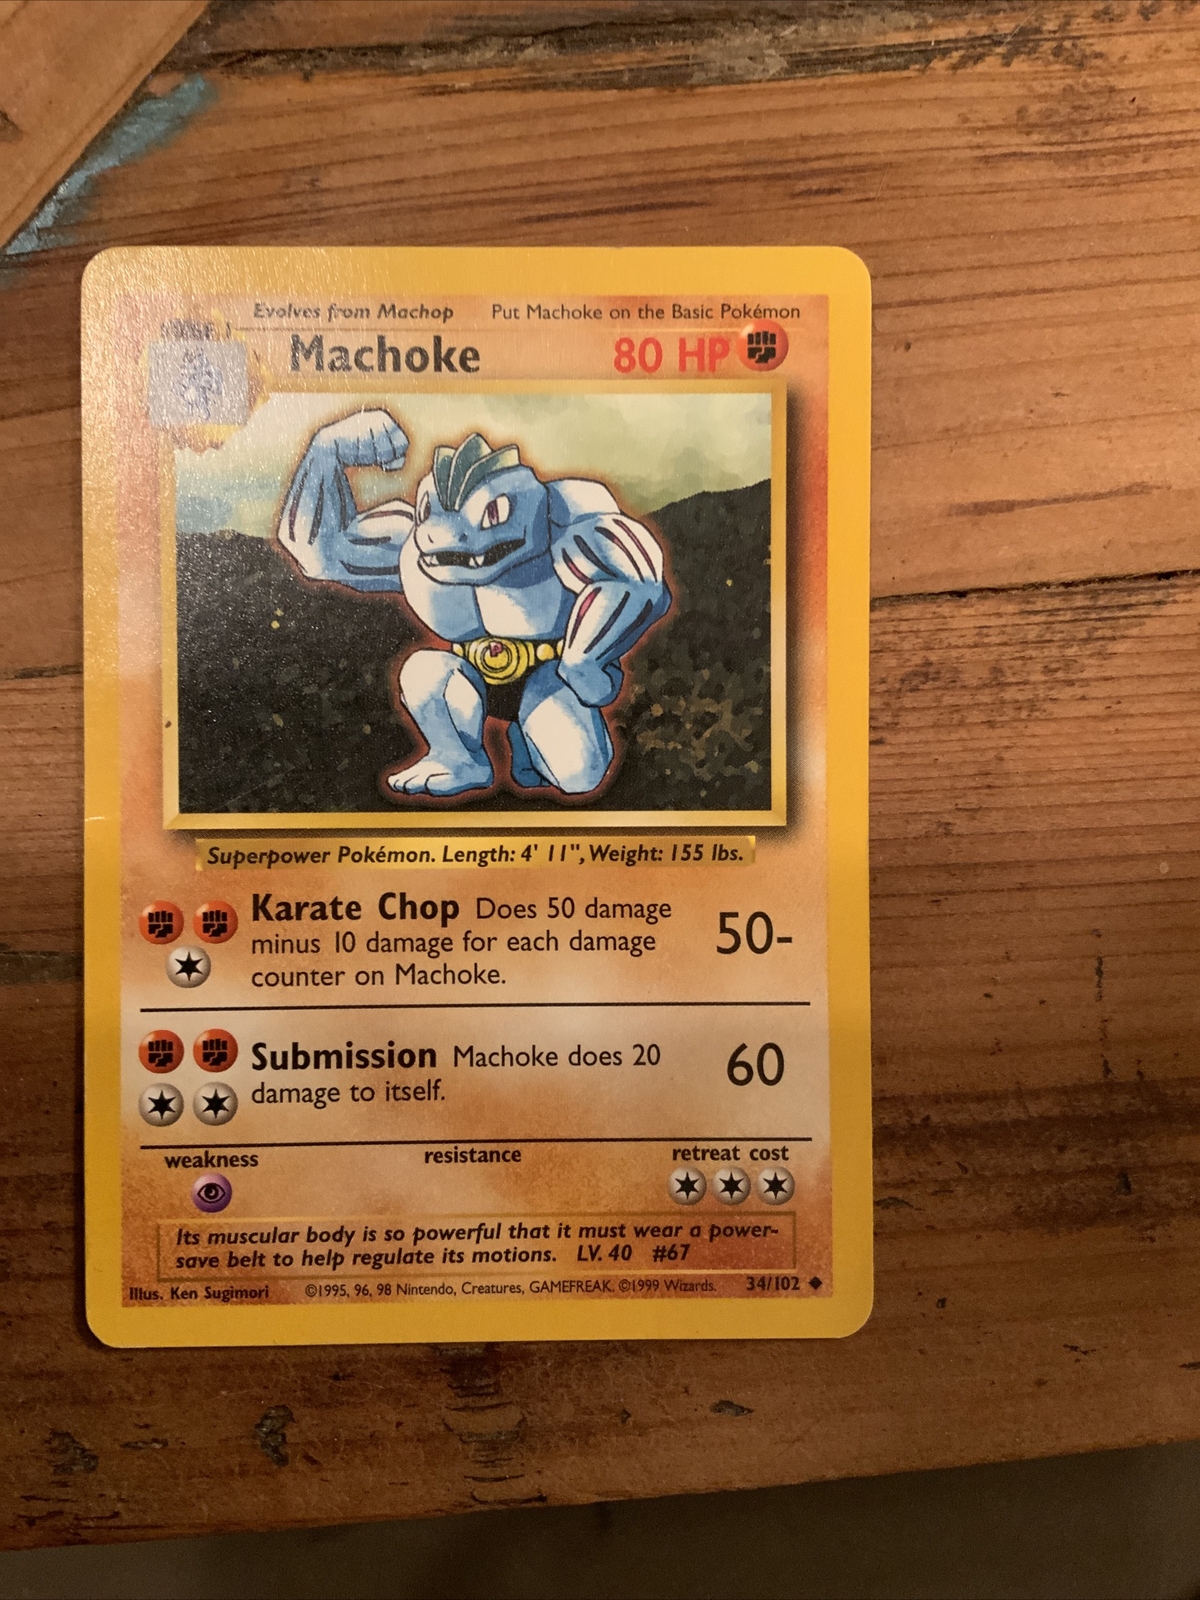 Evolves from Machop Put Machoke on the Basic Pokémon
STAGE 1
Machoke 80 HP
Superpower Pokémon. Length: 4' 11", Weight: 155 lbs.
Karate Chop Does 50 damage
minus 10 damage for each damage
counter on Machoke.
50-
Submission Machoke does 20
damage to itself.
60
weakness resistance retreat cost
Its muscular body is so powerful that it must wear a power-
save belt to help regulate its motions. LV. 40 #67
Illus. Ken Sugimori ©1995, 96, 98 Nintendo, Creatures, GAMEFREAK. ©1999 Wizards. 34/102